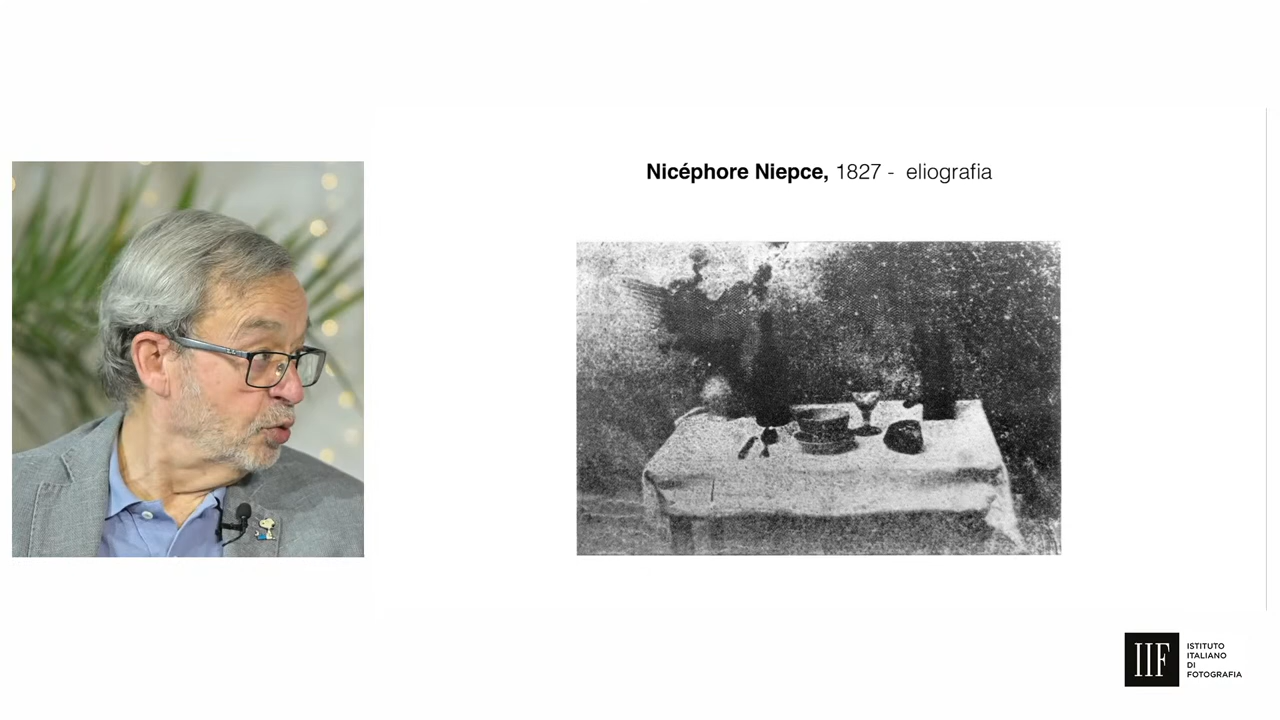 Nicéphore Niepce, 1827 - eliografia
IIF
ISTITUTO
ITALIANO
DI
FOTOGRAFIA